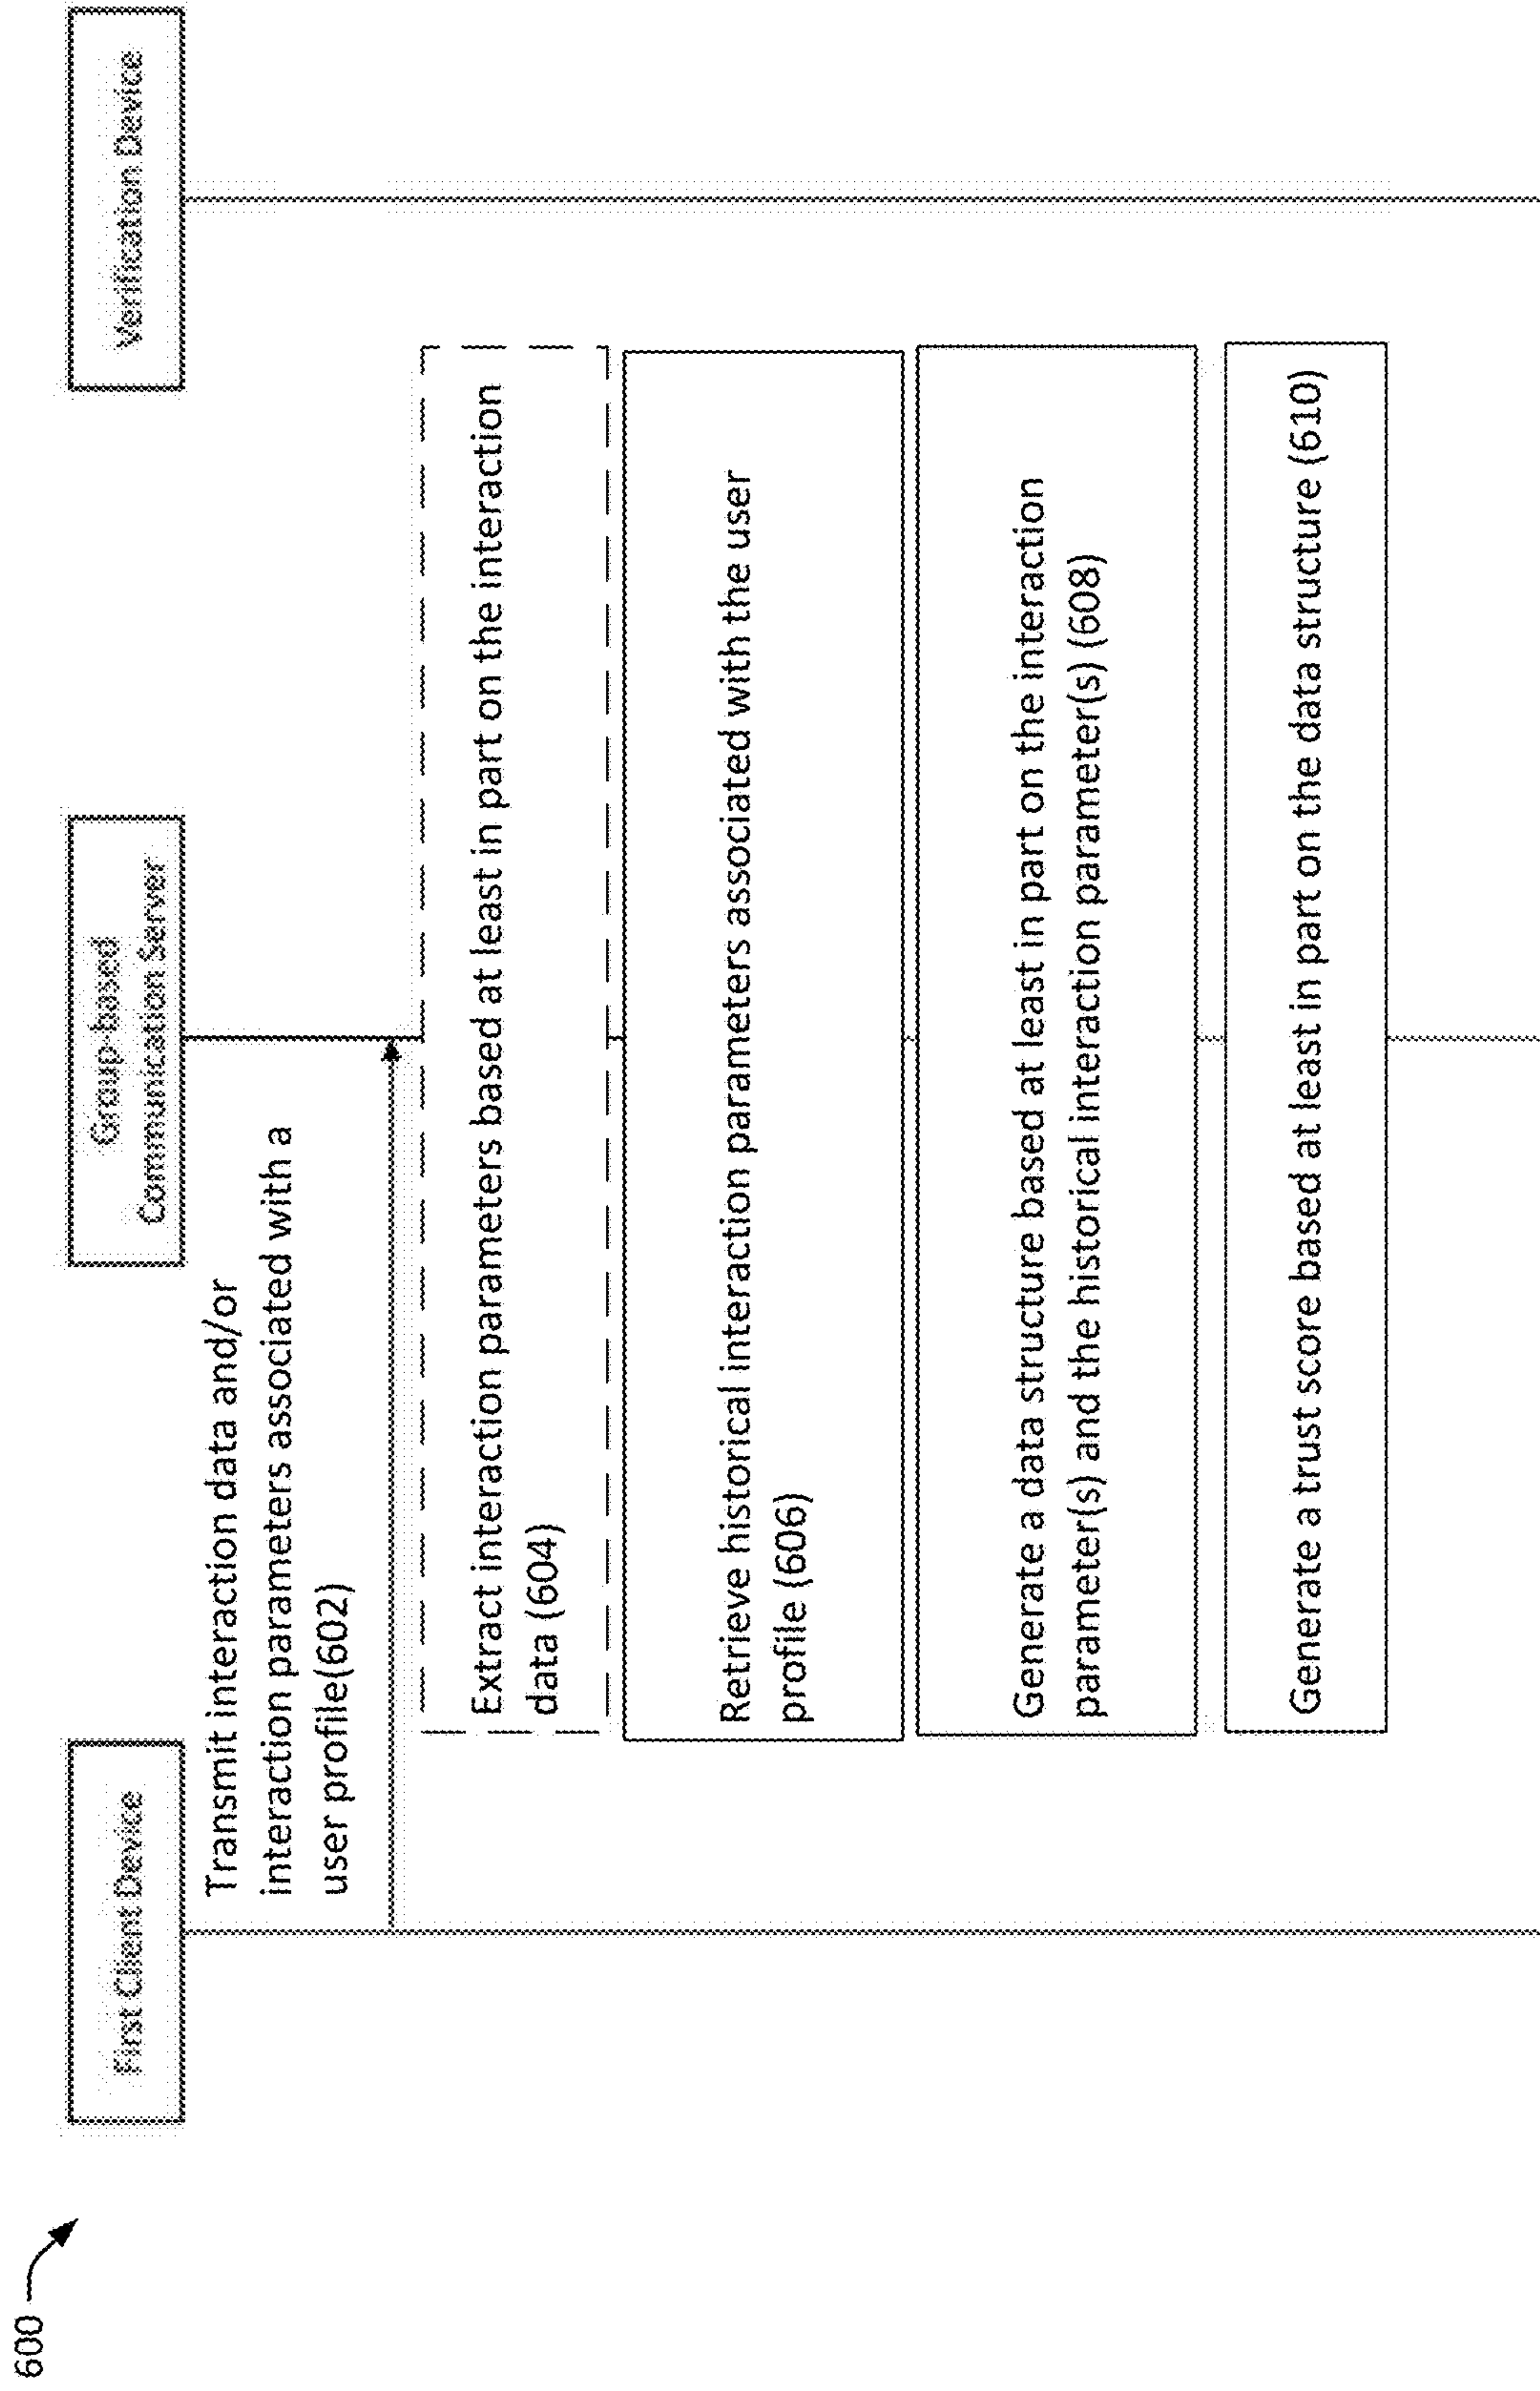 600
First Client Device
Group-based
Communication Server
Verification Device
Transmit interaction data and/or
interaction parameters associated with a
user profile(602)
Extract interaction parameters based at least in part on the interaction
data (604)
Retrieve historical interaction parameters associated with the user
profile (606)
Generate a data structure based at least in part on the interaction
parameter(s) and the historical interaction parameter(s) (608)
Generate a trust score based at least in part on the data structure (610)